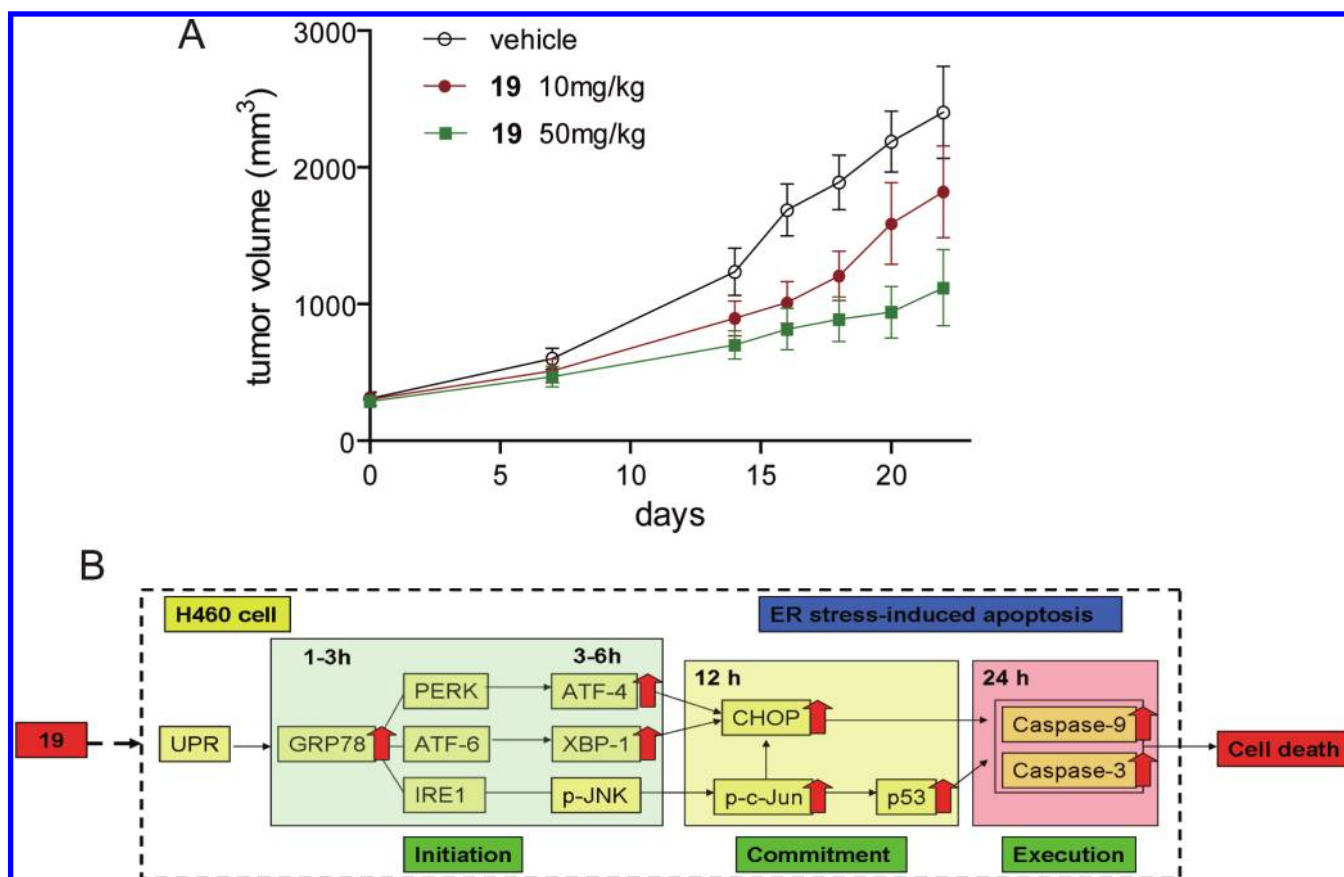 A
3000
2000
1000
0
tumor volume (mm³)
vehicle
19 10mg/kg
19 50mg/kg
0 5 10 15 20
days
B
H460 cell
ER stress-induced apoptosis
1-3h 3-6h
12 h
24 h
PERK ATF-4
CHOP
Caspase-9
19
UPR GRP78 ATF-6 XBP-1
Cell death
Caspase-3
IRE1 p-JNK p-c-Jun p53
Initiation Commitment Execution